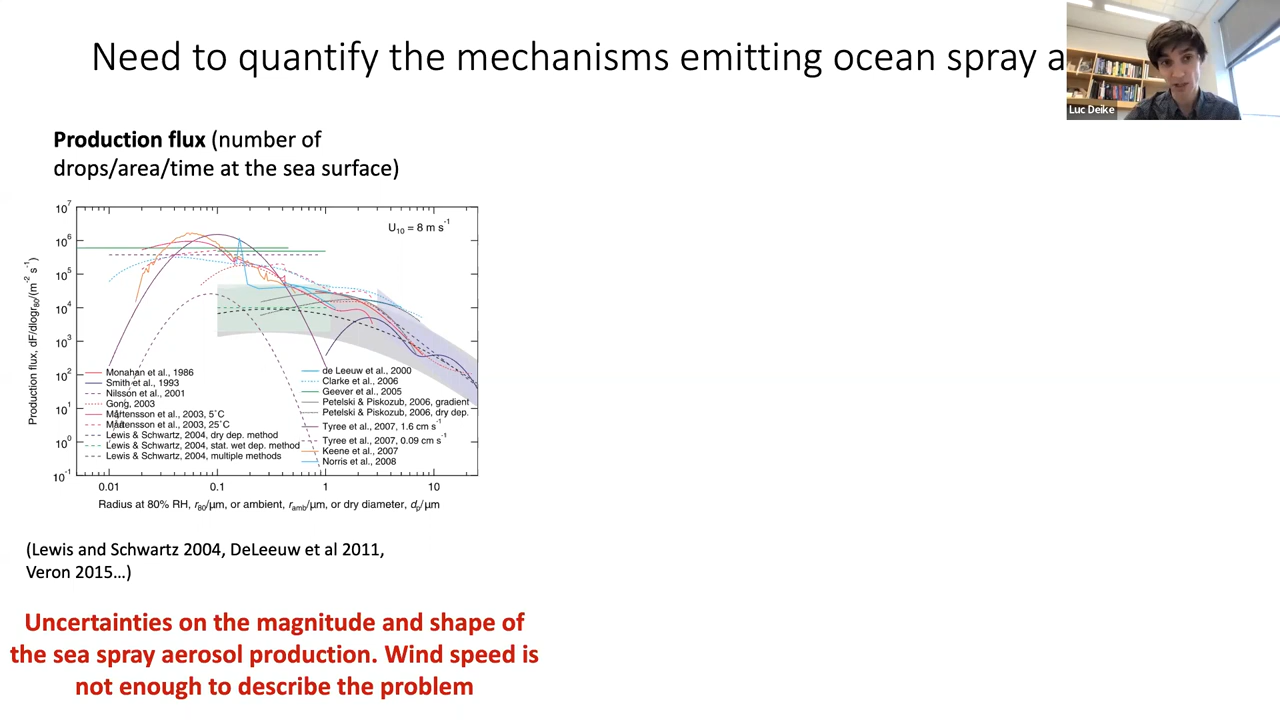 Need to quantify the mechanisms emitting ocean spray a
Luc Deike
Production flux (number of
drops/area/time at the sea surface)
10^7
10^6
10^5
10^4
10^3
10^2
10^1
10^0
10^-1
Production flux, dF/dlogr80/(m^-2 s^-1)
U10 = 8 m s^-1
Monahan et al., 1986
Smith et al., 1993
Nilsson et al., 2001
Gong, 2003
Mårtensson et al., 2003, 5°C
Mårtensson et al., 2003, 25°C
Lewis & Schwartz, 2004, dry dep. method
Lewis & Schwartz, 2004, stat. wet dep. method
Lewis & Schwartz, 2004, multiple methods
de Leeuw et al., 2000
Clarke et al., 2006
Geever et al., 2005
Petelski & Piskozub, 2006, gradient
Petelski & Piskozub, 2006, dry dep.
Tyree et al., 2007, 1.6 cm s^-1
Tyree et al., 2007, 0.09 cm s^-1
Keene et al., 2007
Norris et al., 2008
0.01 0.1 1 10
Radius at 80% RH, r80/μm, or ambient, ramb/μm, or dry diameter, dp/μm
(Lewis and Schwartz 2004, DeLeeuw et al 2011,
Veron 2015...)
Uncertainties on the magnitude and shape of
the sea spray aerosol production. Wind speed is
not enough to describe the problem